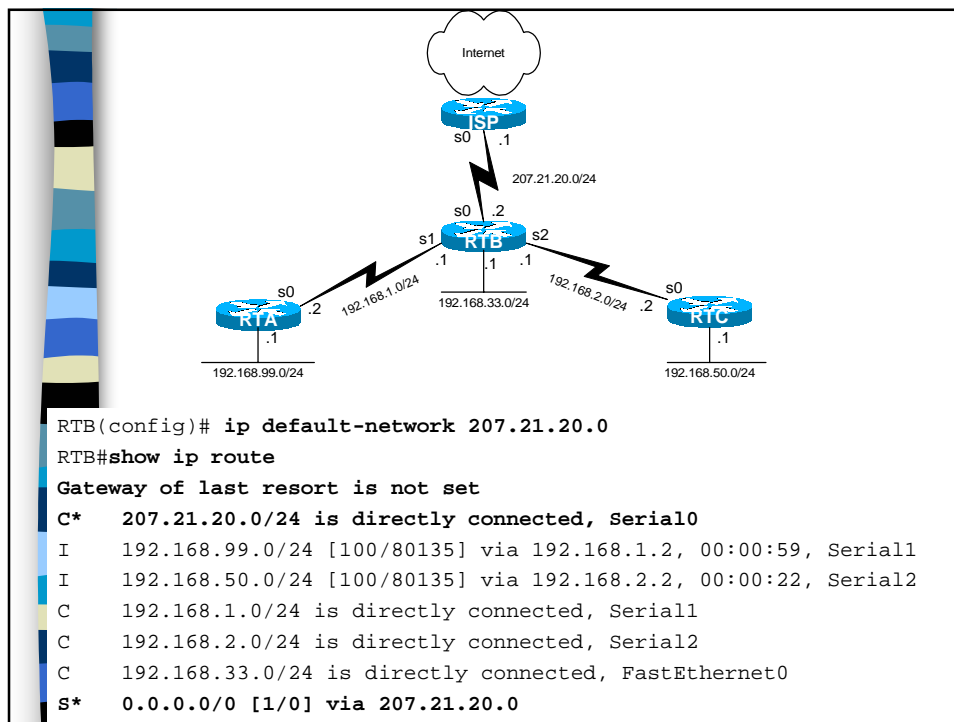 Internet
ISP
s0 .1
207.21.20.0/24
s0 .2
s1 RTB s2
.1 .1 .1
192.168.1.0/24
192.168.33.0/24
192.168.2.0/24
s0 .2
RTA
.1
192.168.99.0/24
s0
.2 RTC
.1
192.168.50.0/24
RTB(config)# ip default-network 207.21.20.0
RTB#show ip route
Gateway of last resort is not set
C* 207.21.20.0/24 is directly connected, Serial0
I 192.168.99.0/24 [100/80135] via 192.168.1.2, 00:00:59, Serial1
I 192.168.50.0/24 [100/80135] via 192.168.2.2, 00:00:22, Serial2
C 192.168.1.0/24 is directly connected, Serial1
C 192.168.2.0/24 is directly connected, Serial2
C 192.168.33.0/24 is directly connected, FastEthernet0
S* 0.0.0.0/0 [1/0] via 207.21.20.0